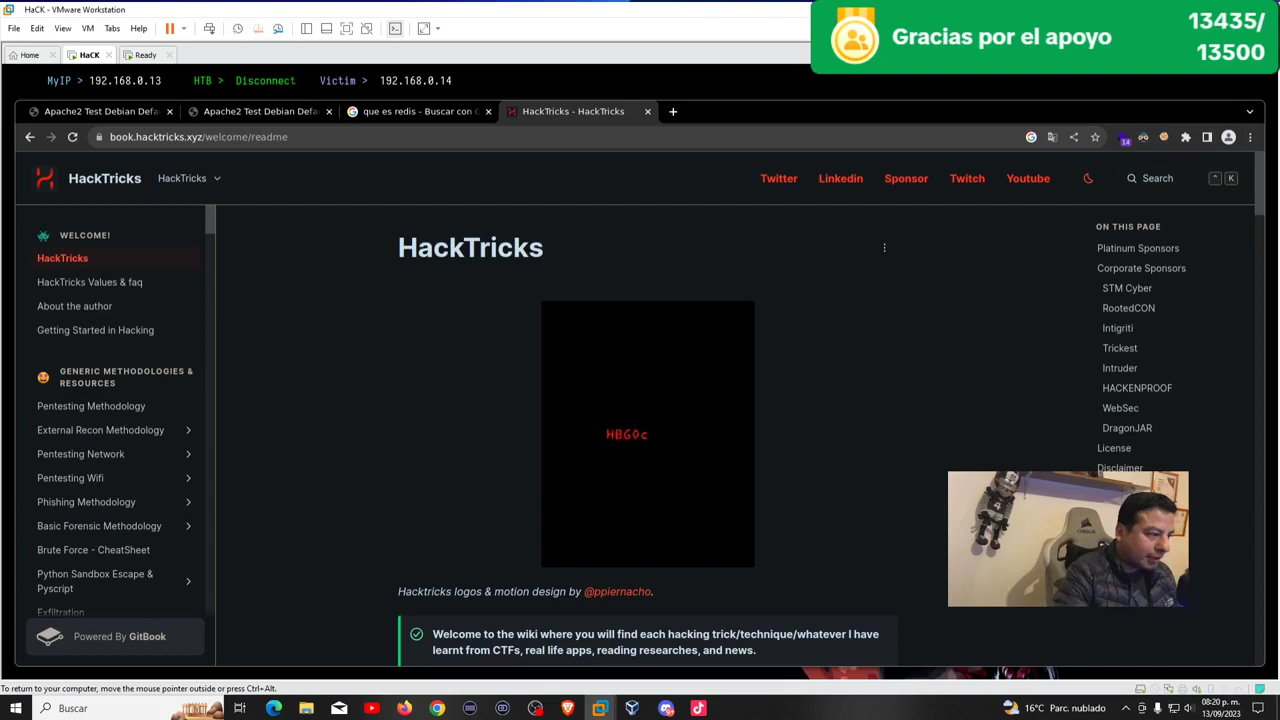 HaCK - VMware Workstation
File Edit View VM Tabs Help
Home HaCK Ready
Gracias por el apoyo
13435/
13500
MyIP > 192.168.0.13 HTB > Disconnect Victim > 192.168.0.14
Apache2 Test Debian Defa Apache2 Test Debian Defa que es redis - Buscar con G HackTricks - HackTricks
book.hacktricks.xyz/welcome/readme
14
HackTricks HackTricks Twitter Linkedin Sponsor Twitch Youtube Search ^ K
WELCOME!
HackTricks
HackTricks Values & faq
About the author
Getting Started in Hacking
GENERIC METHODOLOGIES &
RESOURCES
Pentesting Methodology
External Recon Methodology
Pentesting Network
Pentesting Wifi
Phishing Methodology
Basic Forensic Methodology
Brute Force - CheatSheet
Python Sandbox Escape &
Pyscript
Exfiltration
Powered By GitBook
HackTricks
HBG0c
Hacktricks logos & motion design by @ppiernacho.
Welcome to the wiki where you will find each hacking trick/technique/whatever I have
learnt from CTFs, real life apps, reading researches, and news.
ON THIS PAGE
Platinum Sponsors
Corporate Sponsors
STM Cyber
RootedCON
Intigriti
Trickest
Intruder
HACKENPROOF
WebSec
DragonJAR
License
Disclaimer
4
To return to your computer, move the mouse pointer outside or press Ctrl+Alt.
Buscar
16°C Parc. nublado
08:20 p. m.
13/09/2023